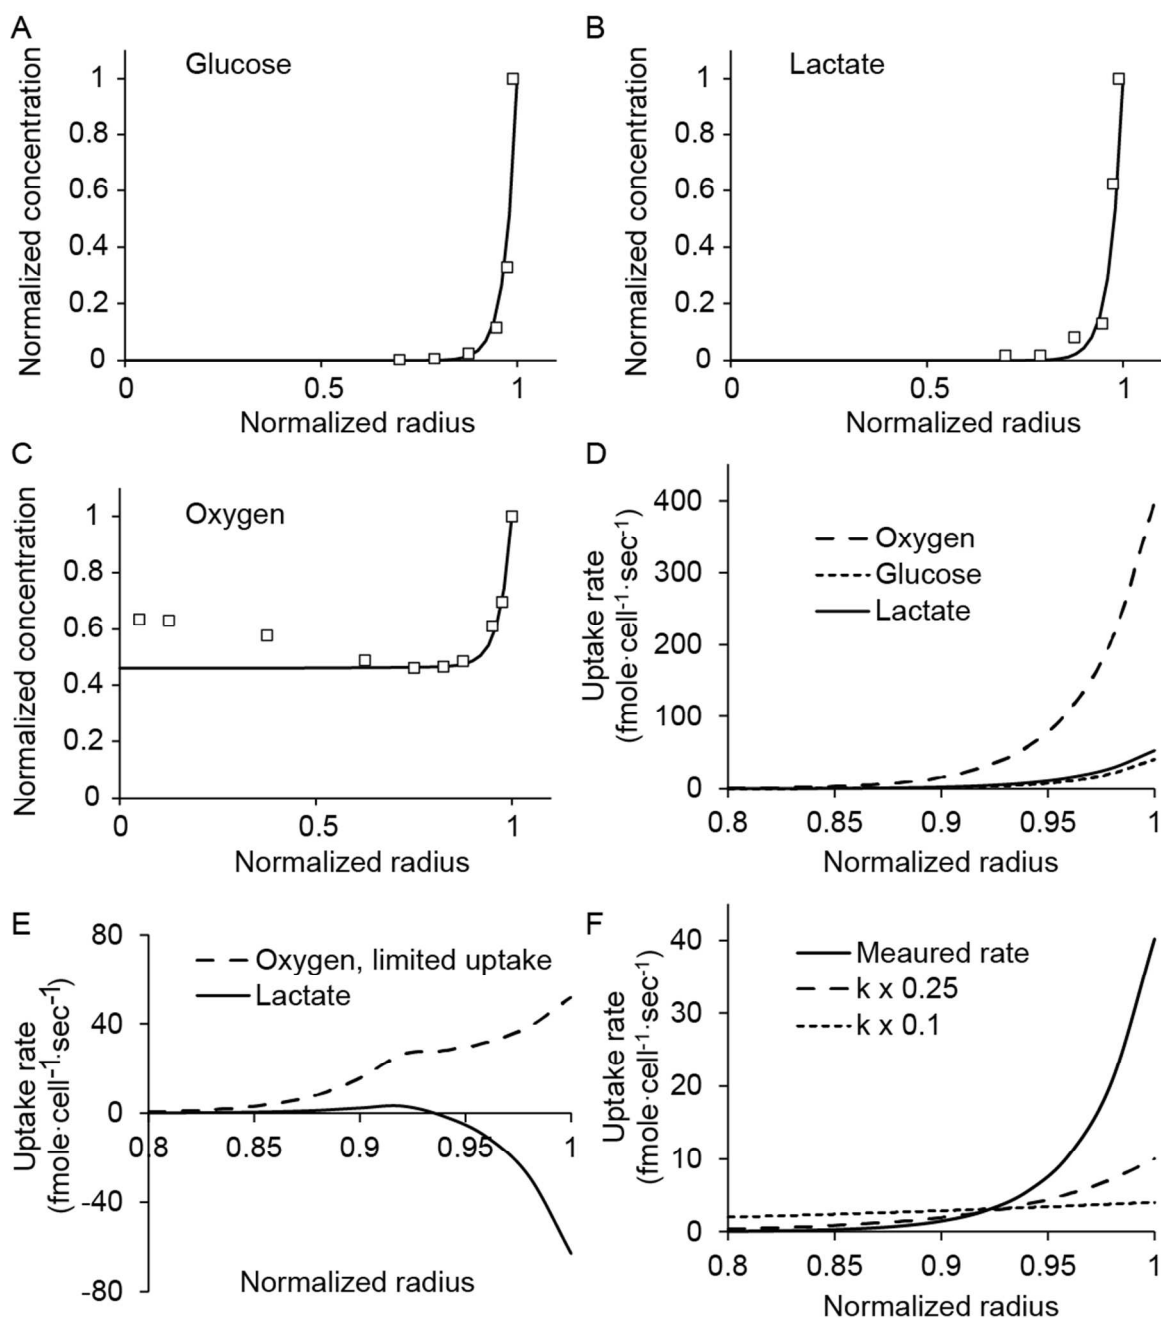 A
Glucose
Normalized concentration
1
0.8
0.6
0.4
0.2
0
0 0.5 1
Normalized radius
B
Lactate
Normalized concentration
1
0.8
0.6
0.4
0.2
0
0 0.5 1
Normalized radius
C
Oxygen
Normalized concentration
1
0.8
0.6
0.4
0.2
0
0 0.5 1
Normalized radius
D
Oxygen
Glucose
Lactate
Uptake rate
(fmole·cell⁻¹·sec⁻¹)
400
300
200
100
0
0.8 0.85 0.9 0.95 1
Normalized radius
E
Oxygen, limited uptake
Lactate
Uptake rate
(fmole·cell⁻¹·sec⁻¹)
80
40
0
-40
-80
0.8 0.85 0.9 0.95 1
Normalized radius
F
Meaured rate
k x 0.25
k x 0.1
Uptake rate
(fmole·cell⁻¹·sec⁻¹)
40
30
20
10
0
0.8 0.85 0.9 0.95 1
Normalized radius